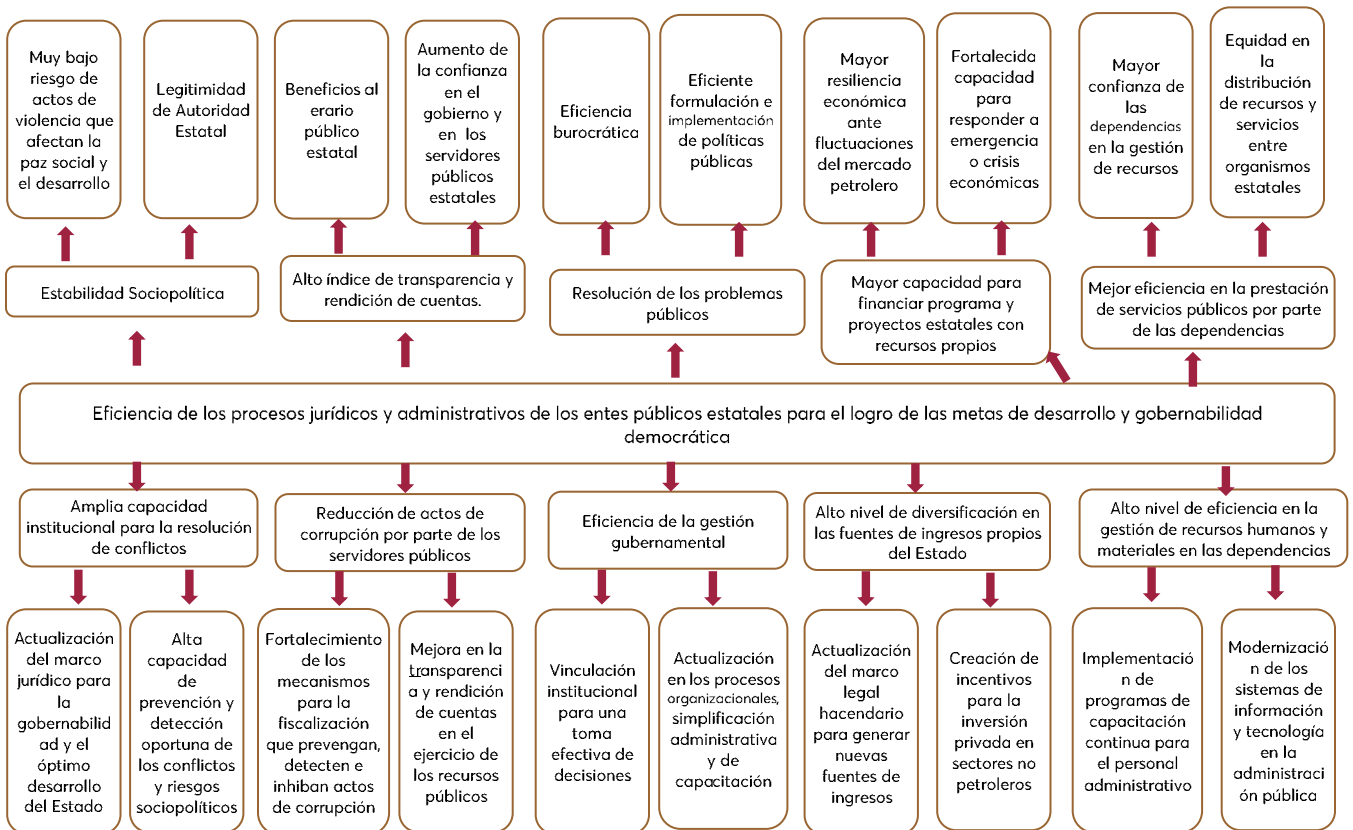 Muy bajo
riesgo de
actos de
violencia que
afectan la
paz social y
el desarrollo
Legitimidad
de Autoridad
Estatal
Beneficios al
erario
público
estatal
Aumento de
la confianza
en el
gobierno y
en los
servidores
públicos
estatales
Eficiencia
burocrática
Eficiente
formulación e
implementación
de políticas
públicas
Mayor
resiliencia
económica
ante
fluctuaciones
del mercado
petrolero
Fortalecida
capacidad
para
responder a
emergencia
o crisis
económicas
Mayor
confianza de
las
dependencias
en la gestión
de recursos
Equidad en
la
distribución
de recursos y
servicios
entre
organismos
estatales
Estabilidad Sociopolítica
Alto índice de transparencia y
rendición de cuentas.
Resolución de los problemas
públicos
Mayor capacidad para
financiar programa y
proyectos estatales con
recursos propios
Mejor eficiencia en la prestación
de servicios públicos por parte
de las dependencias
Eficiencia de los procesos jurídicos y administrativos de los entes públicos estatales para el logro de las metas de desarrollo y gobernabilidad
democrática
Amplia capacidad
institucional para la resolución
de conflictos
Reducción de actos de
corrupción por parte de los
servidores públicos
Eficiencia de la gestión
gubernamental
Alto nivel de diversificación en
las fuentes de ingresos propios
del Estado
Alto nivel de eficiencia en la
gestión de recursos humanos y
materiales en las dependencias
Actualización
del marco
jurídico para
la
gobernabilid
ad y el
óptimo
desarrollo
del Estado
Alta
capacidad
de
prevención y
detección
oportuna de
los conflictos
y riesgos
sociopolíticos
Fortalecimiento
de los
mecanismos
para la
fiscalización
que prevengan,
detecten e
inhiban actos
de corrupción
Mejora en la
transparenci
a y rendición
de cuentas
en el
ejercicio de
los recursos
públicos
Vinculación
institucional
para una
toma
efectiva de
decisiones
Actualización
en los procesos
organizacionales,
simplificación
administrativa
y de
capacitación
Actualización
del marco
legal
hacendario
para generar
nuevas
fuentes de
ingresos
Creación de
incentivos
para la
inversión
privada en
sectores no
petroleros
Implementació
n de
programas de
capacitación
continua para
el personal
administrativo
Modernizació
n de los
sistemas de
información
y tecnología
en la
administraci
ón pública